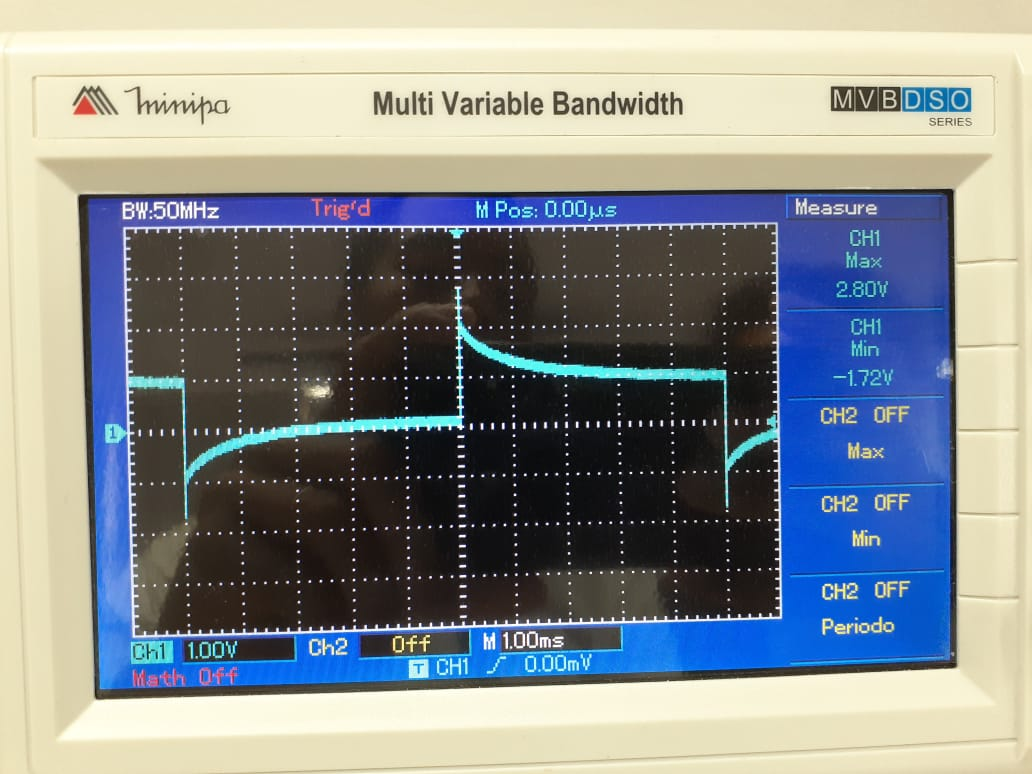 minipa
Multi Variable Bandwidth
MVBDSO
SERIES
BW:50MHz
Trig'd
M Pos: 0.00µs
Measure
CH1
Max
2.80V
CH1
Min
-1.72V
CH2 OFF
Max
CH2 OFF
Min
CH2 OFF
Periodo
1
Ch1 1.00V Ch2 Off M 1.00ms
Math Off
T CH1 0.00mV